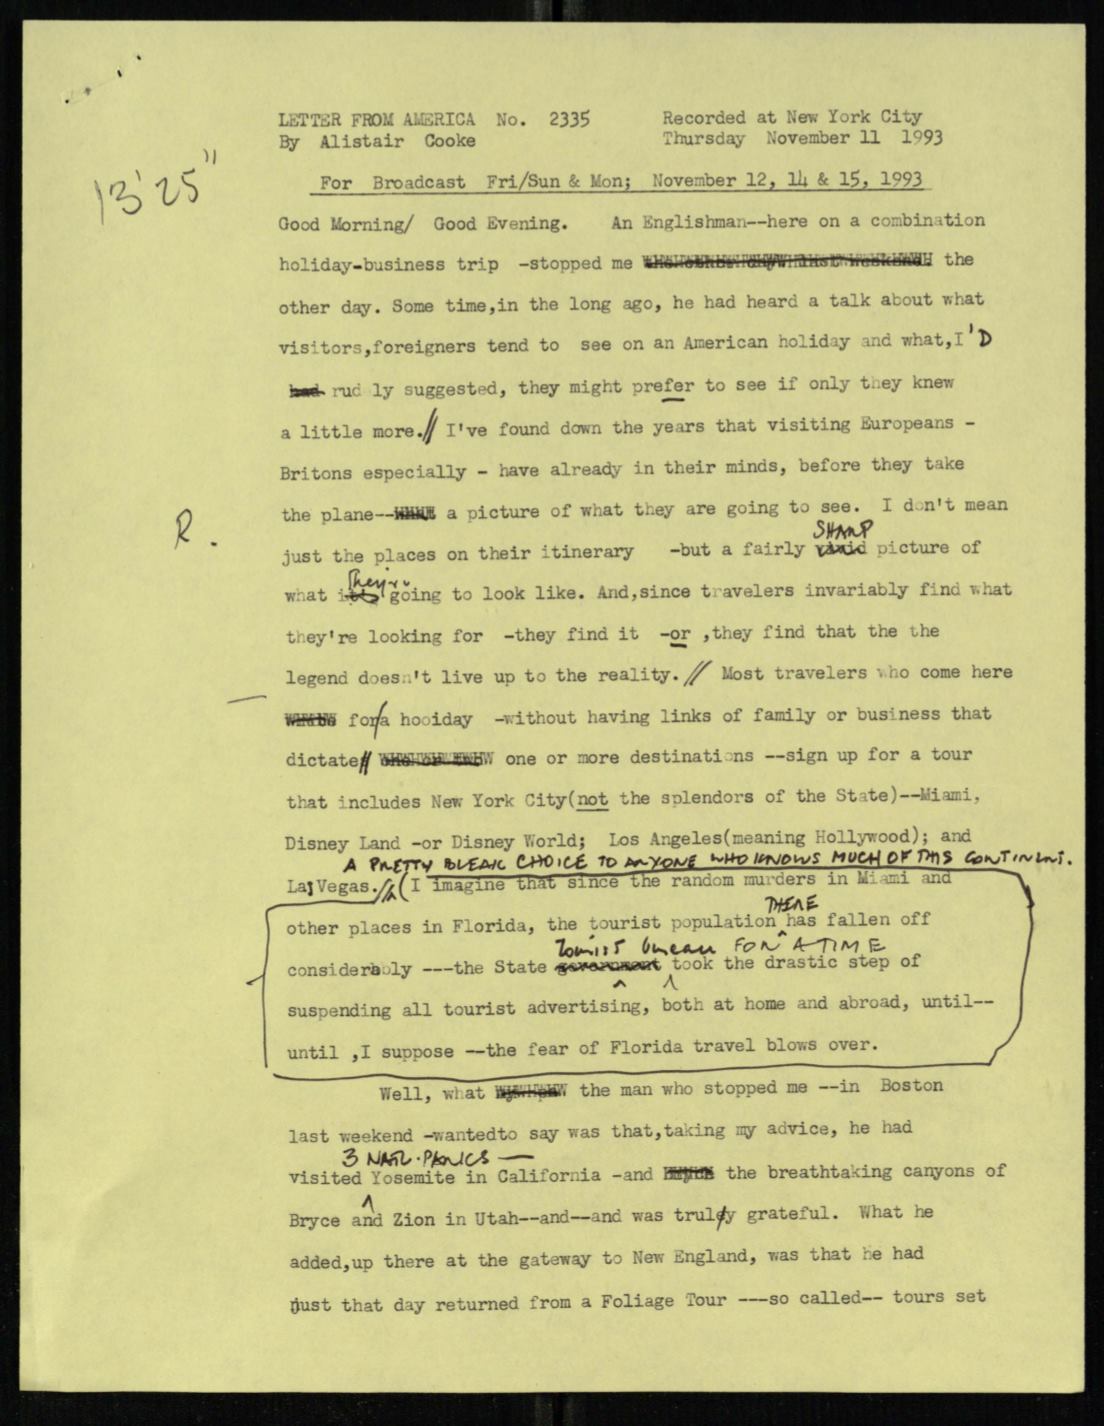 LETTER FROM AMERICA No. 2335 Recorded at New York City
By Alistair Cooke Thursday November 11 1993
13'25"
For Broadcast Fri/Sun & Mon; November 12, 14 & 15, 1993
Good Morning/ Good Evening. An Englishman--here on a combination
holiday-business trip -stopped me the
other day. Some time,in the long ago, he had heard a talk about what
visitors,foreigners tend to see on an American holiday and what,I'D
had rud ly suggested, they might prefer to see if only they knew
a little more.// I've found down the years that visiting Europeans -
Britons especially - have already in their minds, before they take
the plane-- a picture of what they are going to see. I don't mean
R.
SHARP
just the places on their itinerary -but a fairly vivid picture of
they're
what it's going to look like. And,since travelers invariably find what
they're looking for -they find it -or ,they find that the the
legend doesn't live up to the reality.// Most travelers who come here
for/a hooiday -without having links of family or business that
dictate// one or more destinations --sign up for a tour
that includes New York City(not the splendors of the State)--Miami,
Disney Land -or Disney World; Los Angeles(meaning Hollywood); and
A PRETTY BLEAK CHOICE TO ANYONE WHO KNOWS MUCH OF THIS CONTINENT.
Las Vegas.//(I imagine that since the random murders in Miami and
THERE
other places in Florida, the tourist population has fallen off
Tourist bureau FOR A TIME
considerably ---the State government took the drastic step of
suspending all tourist advertising, both at home and abroad, until--
until ,I suppose --the fear of Florida travel blows over.
Well, what the man who stopped me --in Boston
last weekend -wantedto say was that,taking my advice, he had
3 NATL. PARKS —
visited Yosemite in California -and the breathtaking canyons of
Bryce and Zion in Utah--and--and was truly grateful. What he
added,up there at the gateway to New England, was that he had
just that day returned from a Foliage Tour ---so called-- tours set